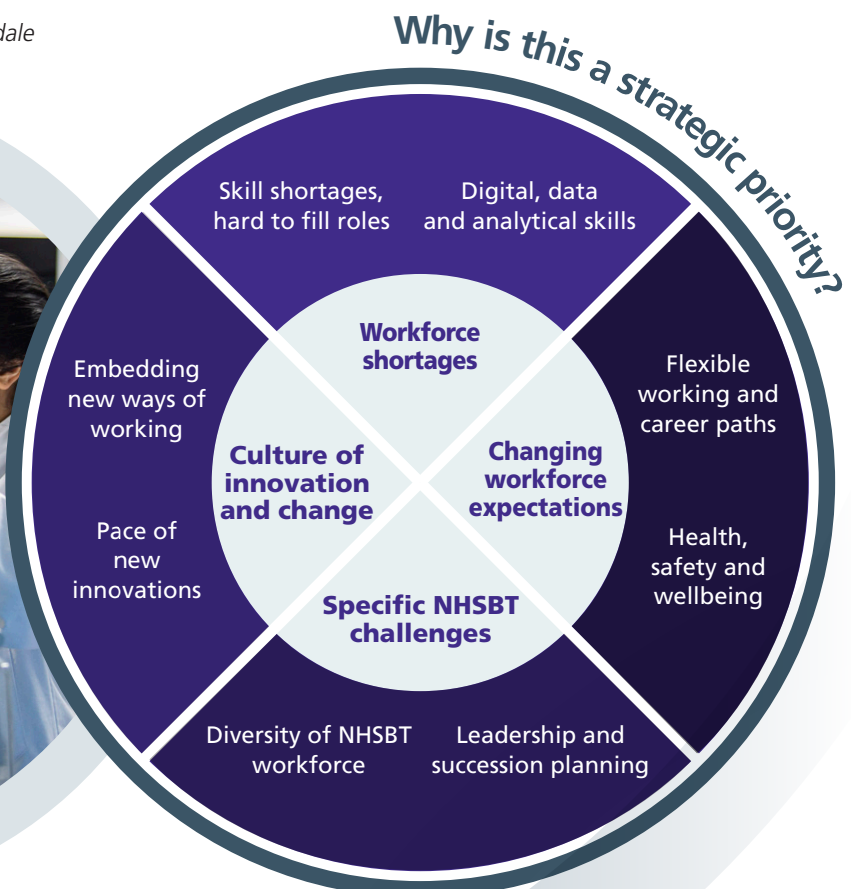 Why is this a strategic priority?
Skill shortages,
hard to fill roles
Digital, data
and analytical skills
Workforce
shortages
Flexible
working and
career paths
Health,
safety and
wellbeing
Changing
workforce
expectations
Specific NHSBT
challenges
Diversity of NHSBT
workforce
Leadership and
succession planning
Culture of
innovation
and change
Embedding
new ways of
working
Pace of
new
innovations